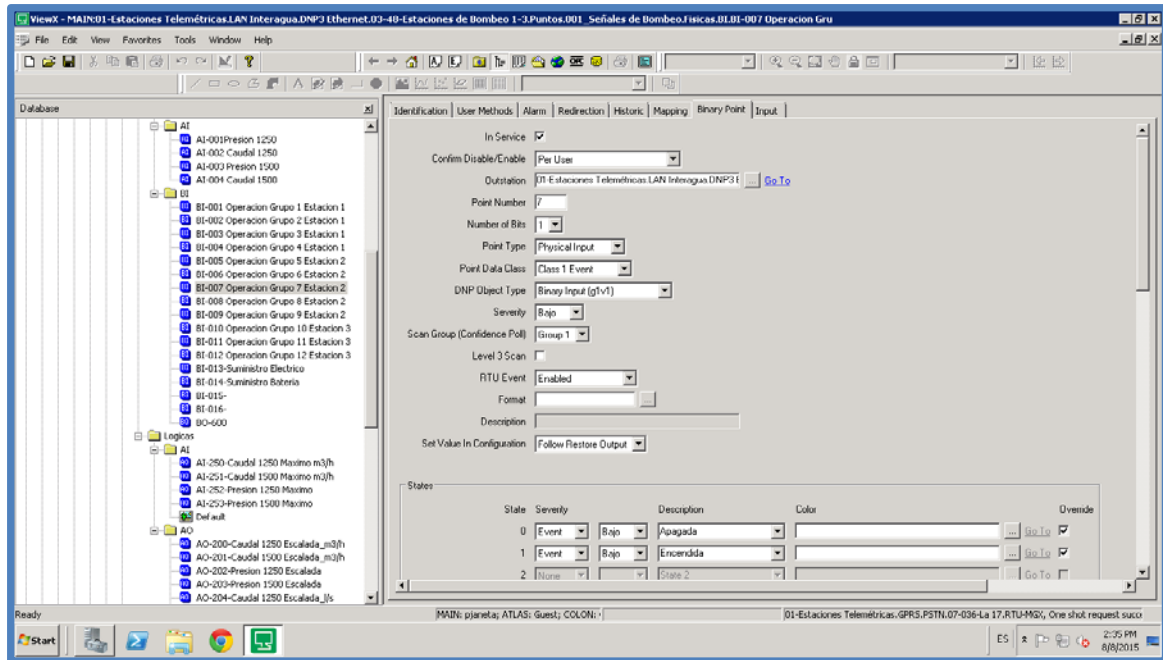 ViewX - MAIN:01-Estaciones Telemétricas.LAN Interagua.DNP3 Ethernet.03-48-Estaciones de Bombeo 1-3.Puntos.001_Señales de Bombeo.Fisicas.BI.BI-007 Operacion Gru
File Edit View Favorites Tools Window Help
Database
Identification User Methods Alarm Redirection Historic Mapping Binary Point Input
AI
AI-001Presion 1250
AI-002 Caudal 1250
AI-003 Presion 1500
AI-004 Caudal 1500
BI
BI-001 Operacion Grupo 1 Estacion 1
BI-002 Operacion Grupo 2 Estacion 1
BI-003 Operacion Grupo 3 Estacion 1
BI-004 Operacion Grupo 4 Estacion 1
BI-005 Operacion Grupo 5 Estacion 2
BI-006 Operacion Grupo 6 Estacion 2
BI-007 Operacion Grupo 7 Estacion 2
BI-008 Operacion Grupo 8 Estacion 2
BI-009 Operacion Grupo 9 Estacion 2
BI-010 Operacion Grupo 10 Estacion 3
BI-011 Operacion Grupo 11 Estacion 3
BI-012 Operacion Grupo 12 Estacion 3
BI-013-Suministro Electrico
BI-014-Suministro Bateria
BI-015-
BI-016-
BO-600
Logicas
AI
AI-250-Caudal 1250 Maximo m3/h
AI-251-Caudal 1500 Maximo m3/h
AI-252-Presion 1250 Maximo
AI-253-Presion 1500 Maximo
Default
AO
AO-200-Caudal 1250 Escalada_m3/h
AO-201-Caudal 1500 Escalada_m3/h
AO-202-Presion 1250 Escalada
AO-203-Presion 1500 Escalada
AO-204-Caudal 1250 Escalada_l/s
In Service
Confirm Disable/Enable Per User
Outstation 01-Estaciones Telemétricas.LAN Interagua.DNP3 E ... Go To
Point Number 7
Number of Bits 1
Point Type Physical Input
Point Data Class Class 1 Event
DNP Object Type Binary Input (g1v1)
Severity Bajo
Scan Group (Confidence Poll) Group 1
Level 3 Scan
RTU Event Enabled
Format ...
Description
Set Value In Configuration Follow Restore Output
States
State Severity Description Color Override
0 Event Bajo Apagada ... Go To
1 Event Bajo Encendida ... Go To
2 None State 2 ... Go To
Ready MAIN: pjaneta; ATLAS: Guest; COLON: 01-Estaciones Telemétricas.GPRS.PSTN.07-036-La 17.RTU-MGX, One shot request succe
Start ES 2:35 PM
8/8/2015